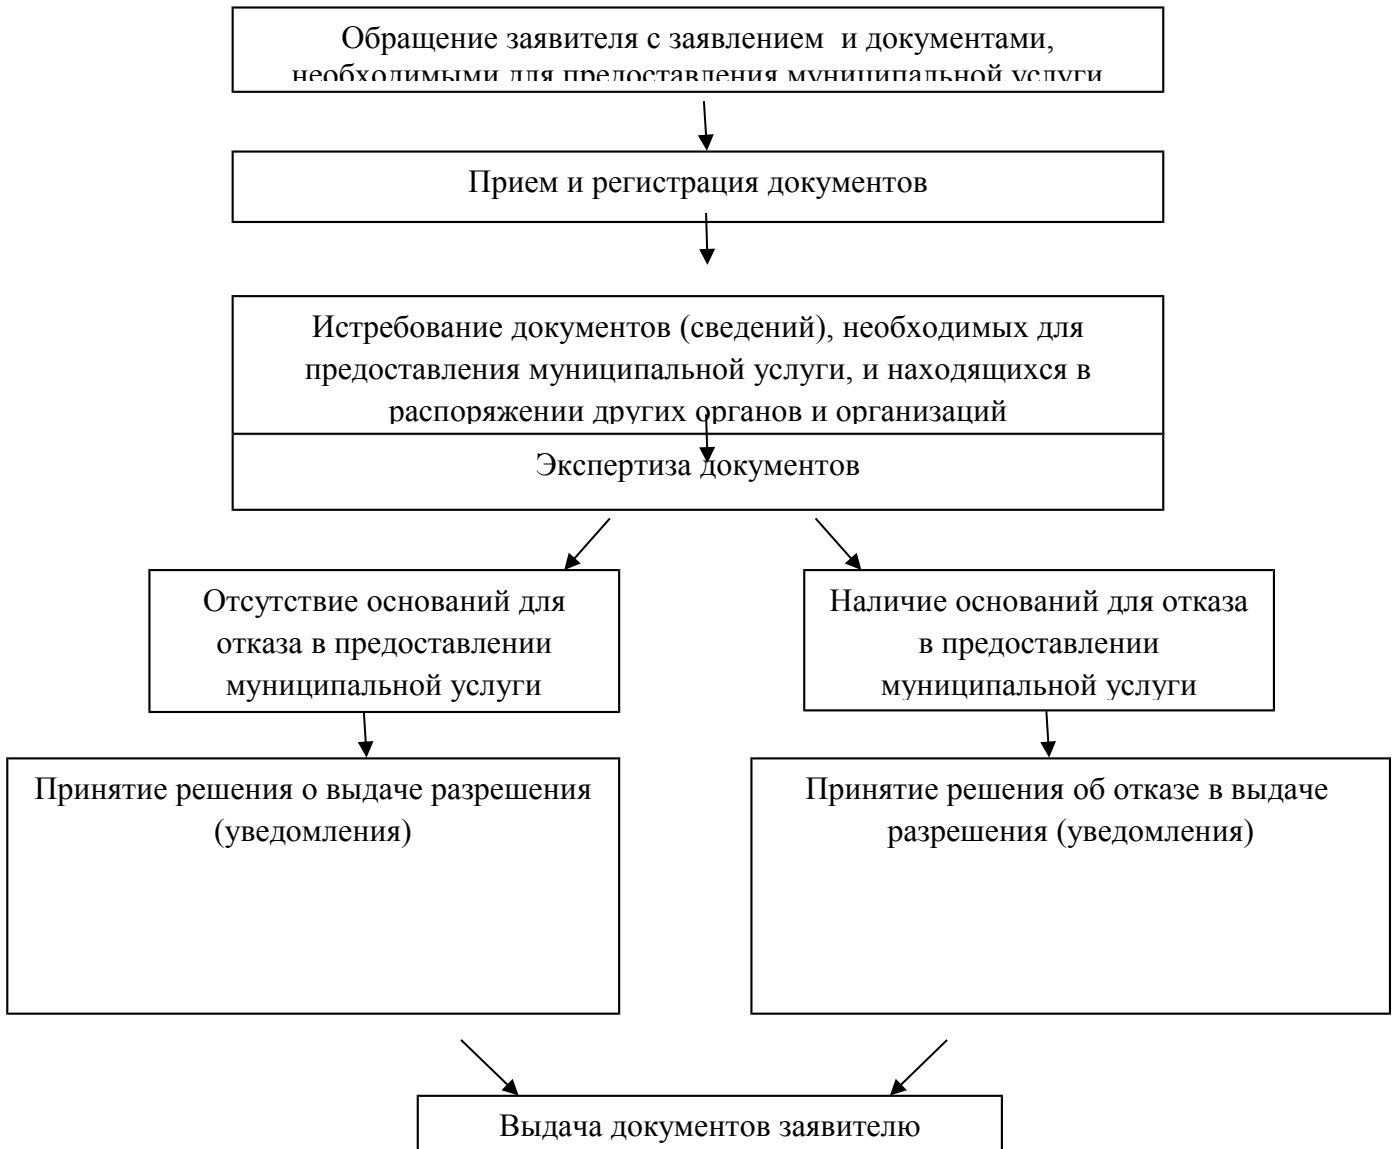 Обращение заявителя с заявлением  и документами,
необходимыми для предоставления муниципальной услуги
Прием и регистрация документов
Истребование документов (сведений), необходимых для
предоставления муниципальной услуги, и находящихся в
распоряжении других органов и организаций
Экспертиза документов
Отсутствие оснований для
отказа в предоставлении
муниципальной услуги
Наличие оснований для отказа
в предоставлении
муниципальной услуги
Принятие решения о выдаче разрешения
(уведомления)
Принятие решения об отказе в выдаче
разрешения (уведомления)
Выдача документов заявителю